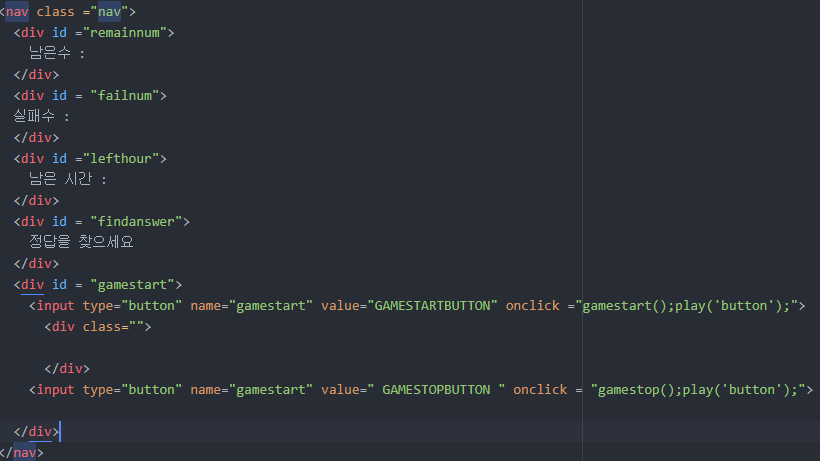 <nav class ="nav">
<div id ="remainnum">
남은수 :
</div>
<div id = "failnum">
실패수 :
</div>
<div id ="lefthour">
남은 시간 :
</div>
<div id = "findanswer">
정답을 찾으세요
</div>
<div id = "gamestart">
<input type="button" name="gamestart" value="GAMESTARTBUTTON" onclick ="gamestart();play('button');">
<div class="">
</div>
<input type="button" name="gamestart" value=" GAMESTOPBUTTON " onclick = "gamestop();play('button');">
</div>
</nav>